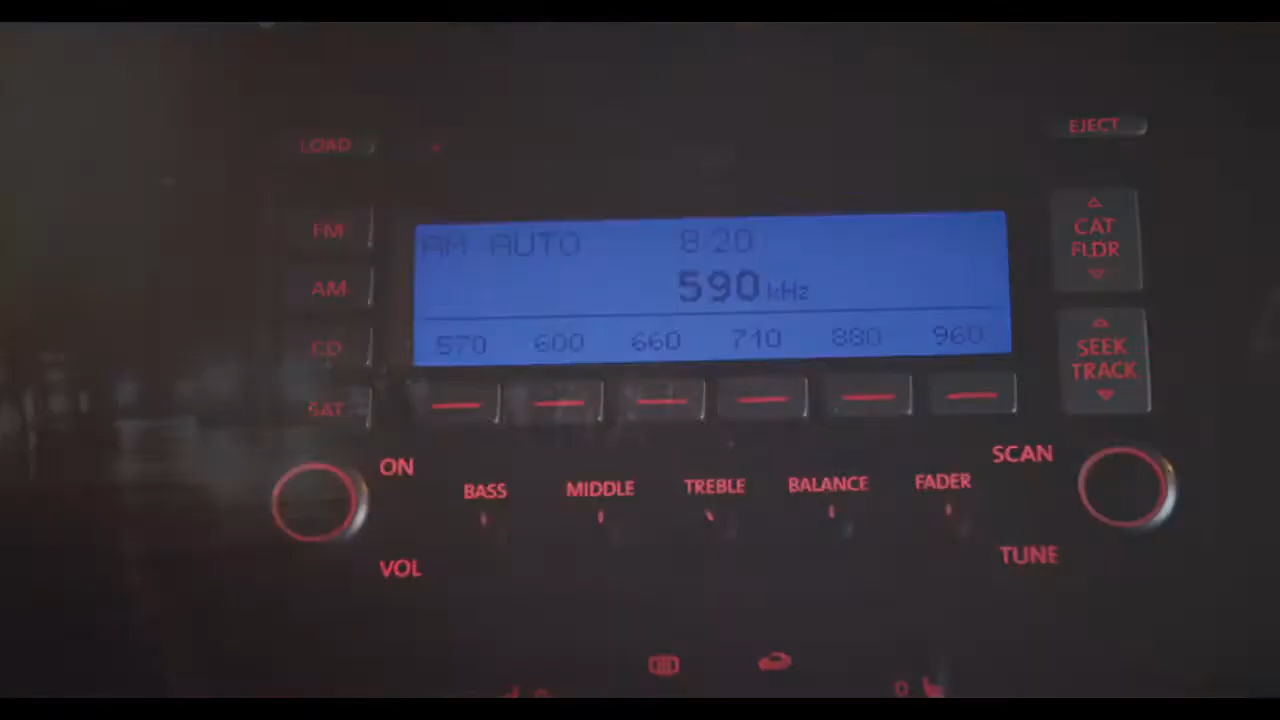 LOAD
EJECT
FM
AM AUTO 8:20
CAT
FLDR
AM
590 kHz
570 600 660 710 880 960
CD
SEEK
TRACK
SAT
ON
SCAN
BASS MIDDLE TREBLE BALANCE FADER
VOL
TUNE
0